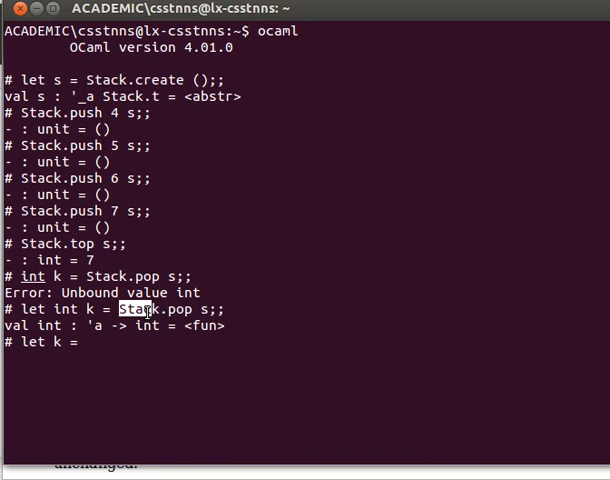 ACADEMIC\csstnns@lx-csstnns: ~
ACADEMIC\csstnns@lx-csstnns:~$ ocaml
OCaml version 4.01.0
# let s = Stack.create ();;
val s : '_a Stack.t = <abstr>
# Stack.push 4 s;;
- : unit = ()
# Stack.push 5 s;;
- : unit = ()
# Stack.push 6 s;;
- : unit = ()
# Stack.push 7 s;;
- : unit = ()
# Stack.top s;;
- : int = 7
# int k = Stack.pop s;;
Error: Unbound value int
# let int k = Stack.pop s;;
val int : 'a -> int = <fun>
# let k =
unchanged.